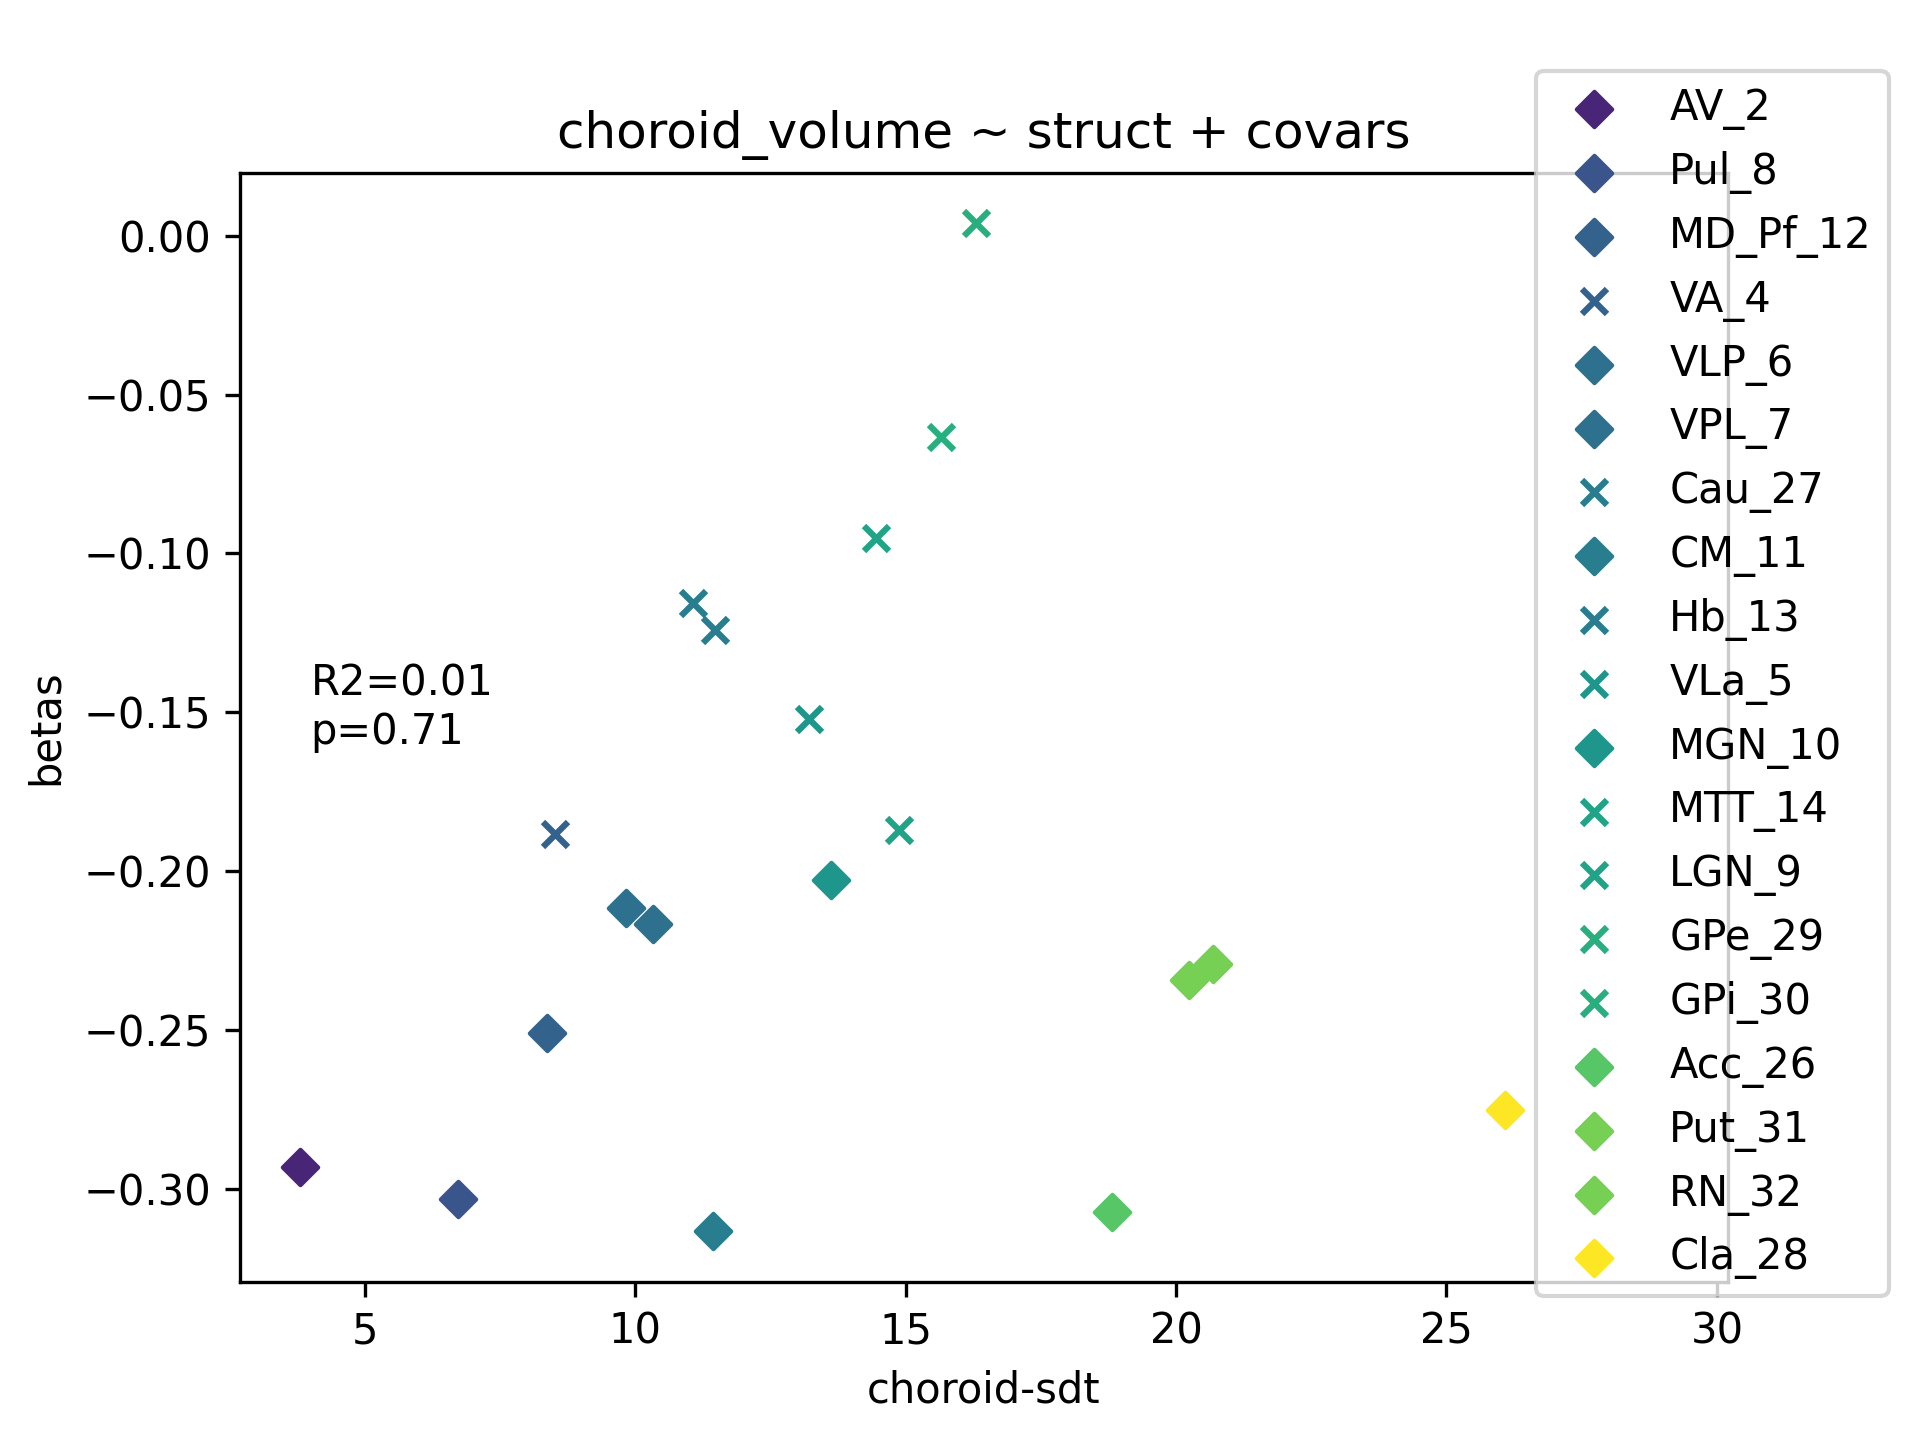 choroid_volume ~ struct + covars
betas
0.00
−0.05
−0.10
−0.15
−0.20
−0.25
−0.30
R2=0.01
p=0.71
5
10
15
20
25
30
choroid-sdt
AV_2
Pul_8
MD_Pf_12
VA_4
VLP_6
VPL_7
Cau_27
CM_11
Hb_13
VLa_5
MGN_10
MTT_14
LGN_9
GPe_29
GPi_30
Acc_26
Put_31
RN_32
Cla_28